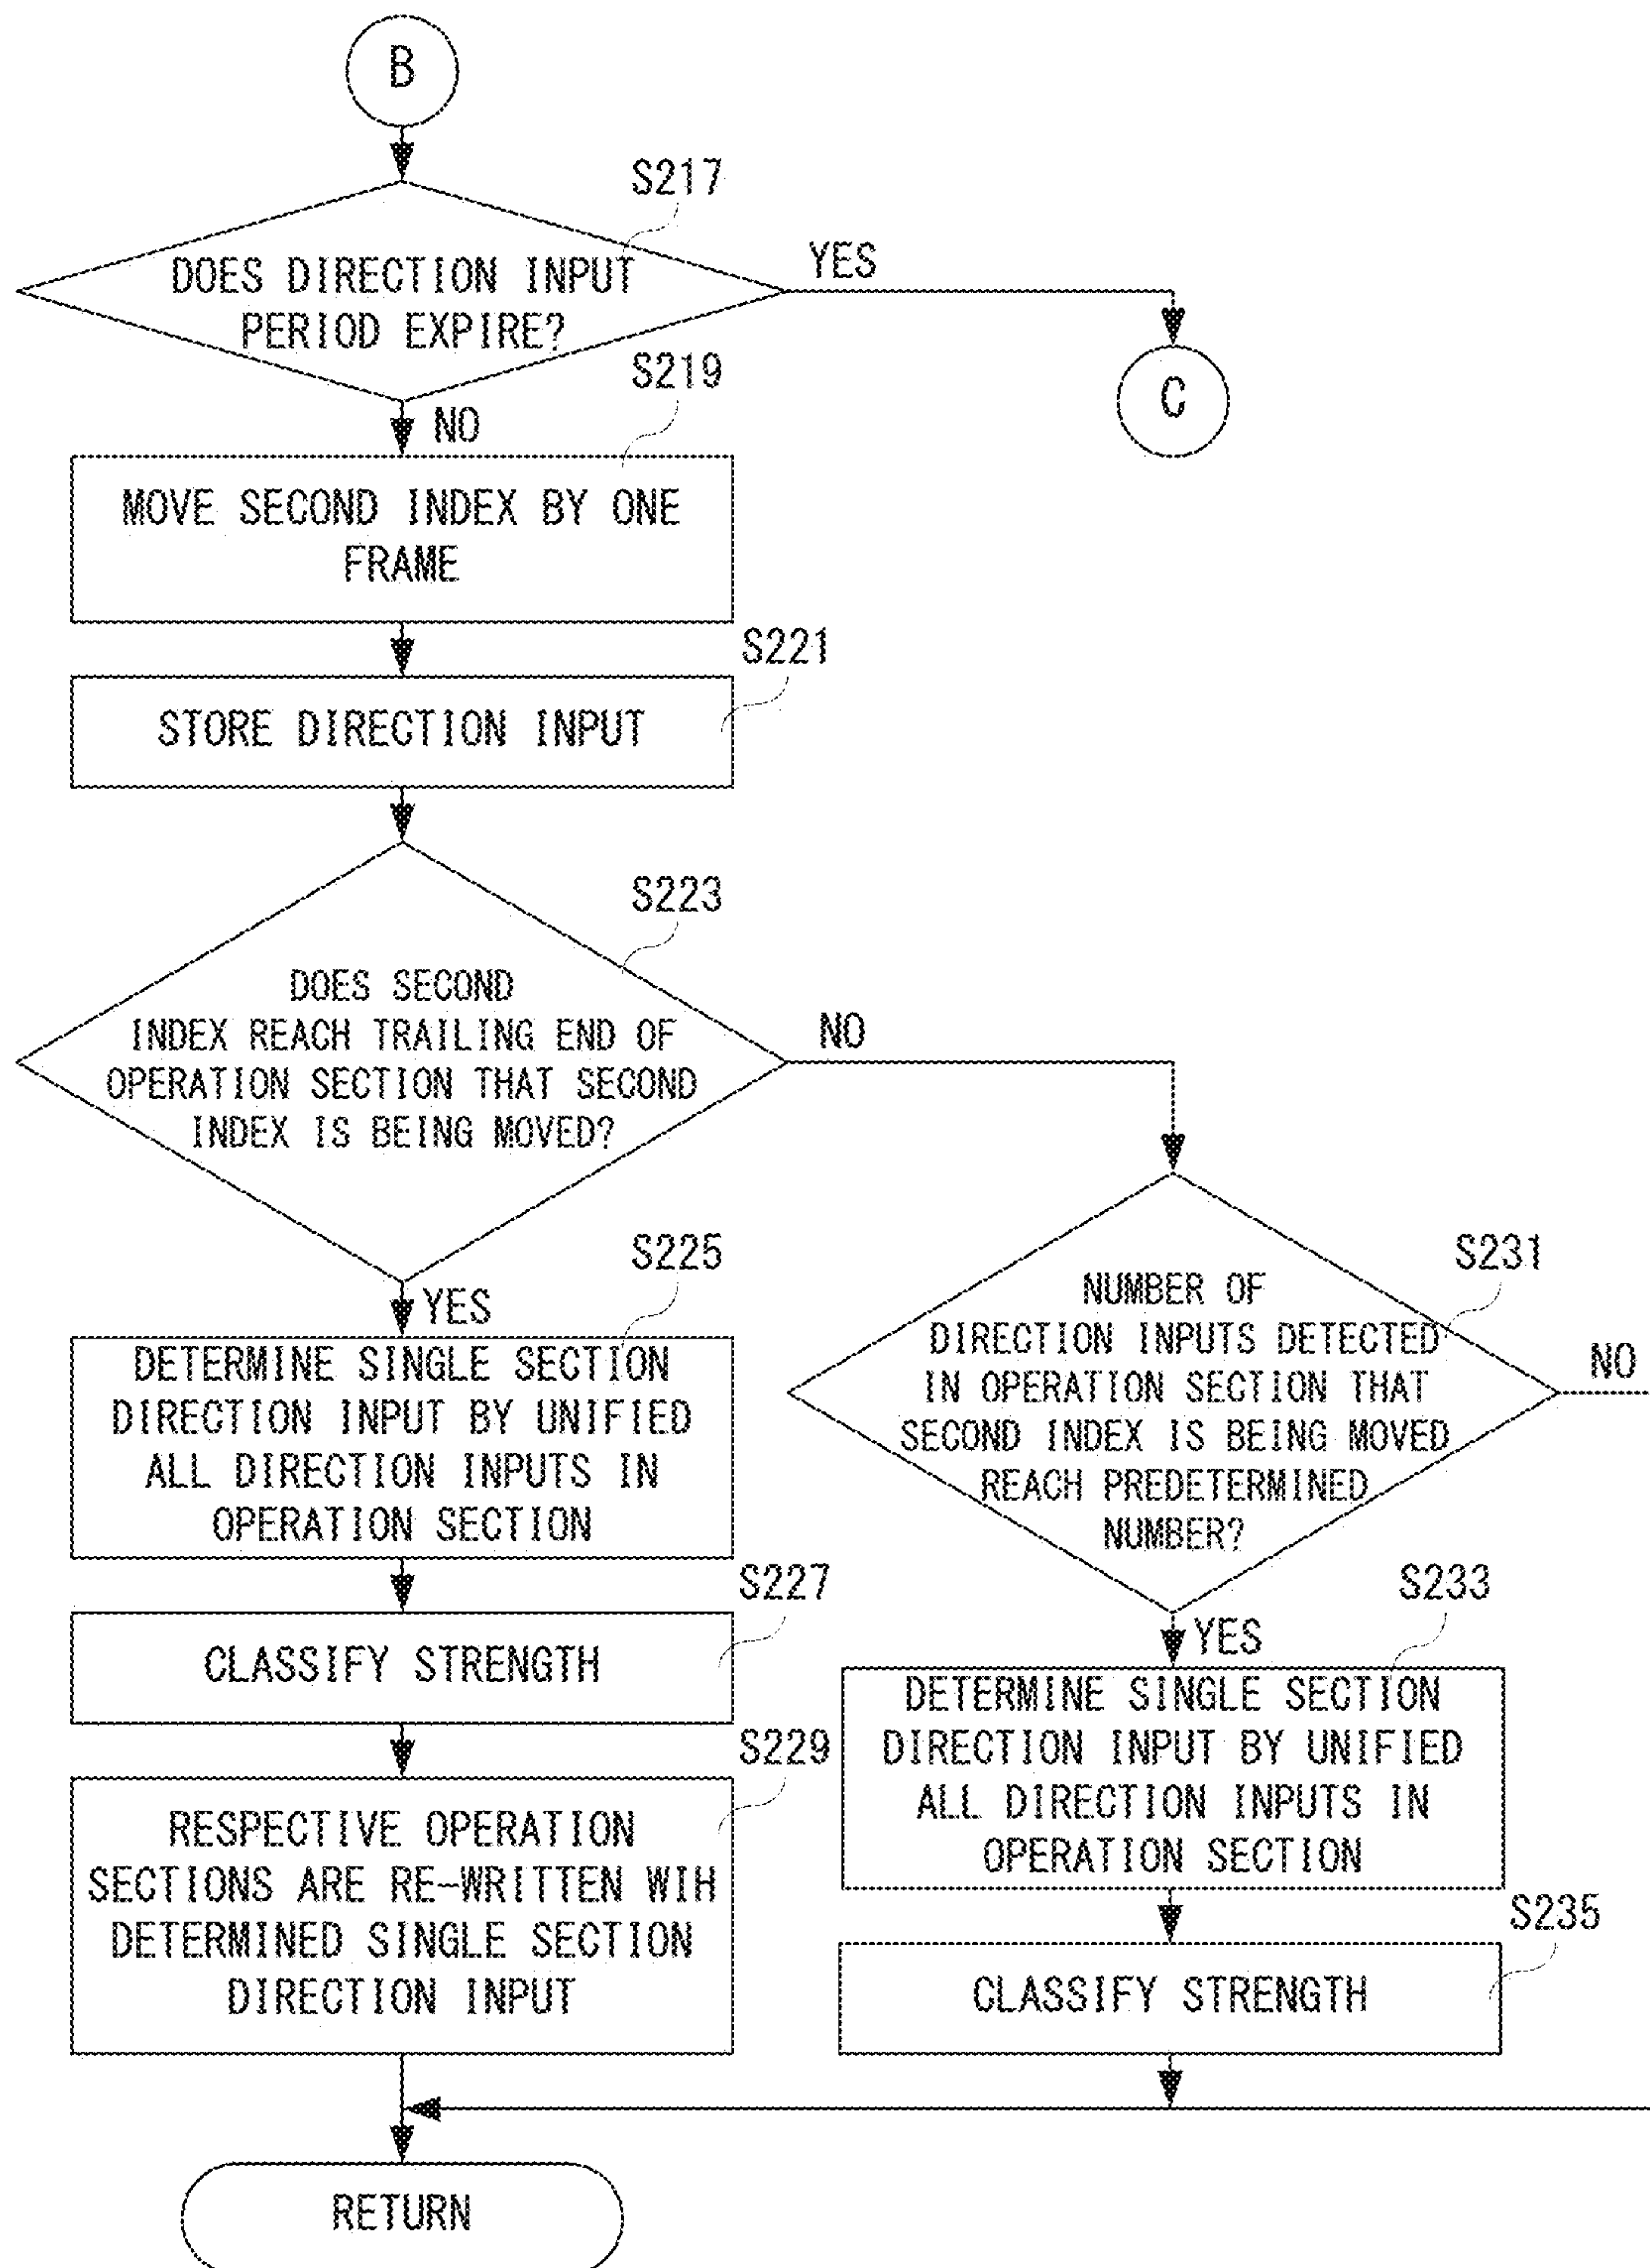 B
S217
DOES DIRECTION INPUT
PERIOD EXPIRE?
YES
C
S219
NO
MOVE SECOND INDEX BY ONE
FRAME
S221
STORE DIRECTION INPUT
S223
DOES SECOND
INDEX REACH TRAILING END OF
OPERATION SECTION THAT SECOND
INDEX IS BEING MOVED?
NO
S225
YES
DETERMINE SINGLE SECTION
DIRECTION INPUT BY UNIFIED
ALL DIRECTION INPUTS IN
OPERATION SECTION
S227
CLASSIFY STRENGTH
S229
RESPECTIVE OPERATION
SECTIONS ARE RE-WRITTEN WIH
DETERMINED SINGLE SECTION
DIRECTION INPUT
S231
NUMBER OF
DIRECTION INPUTS DETECTED
IN OPERATION SECTION THAT
SECOND INDEX IS BEING MOVED
REACH PREDETERMINED
NUMBER?
NO
S233
YES
DETERMINE SINGLE SECTION
DIRECTION INPUT BY UNIFIED
ALL DIRECTION INPUTS IN
OPERATION SECTION
S235
CLASSIFY STRENGTH
RETURN